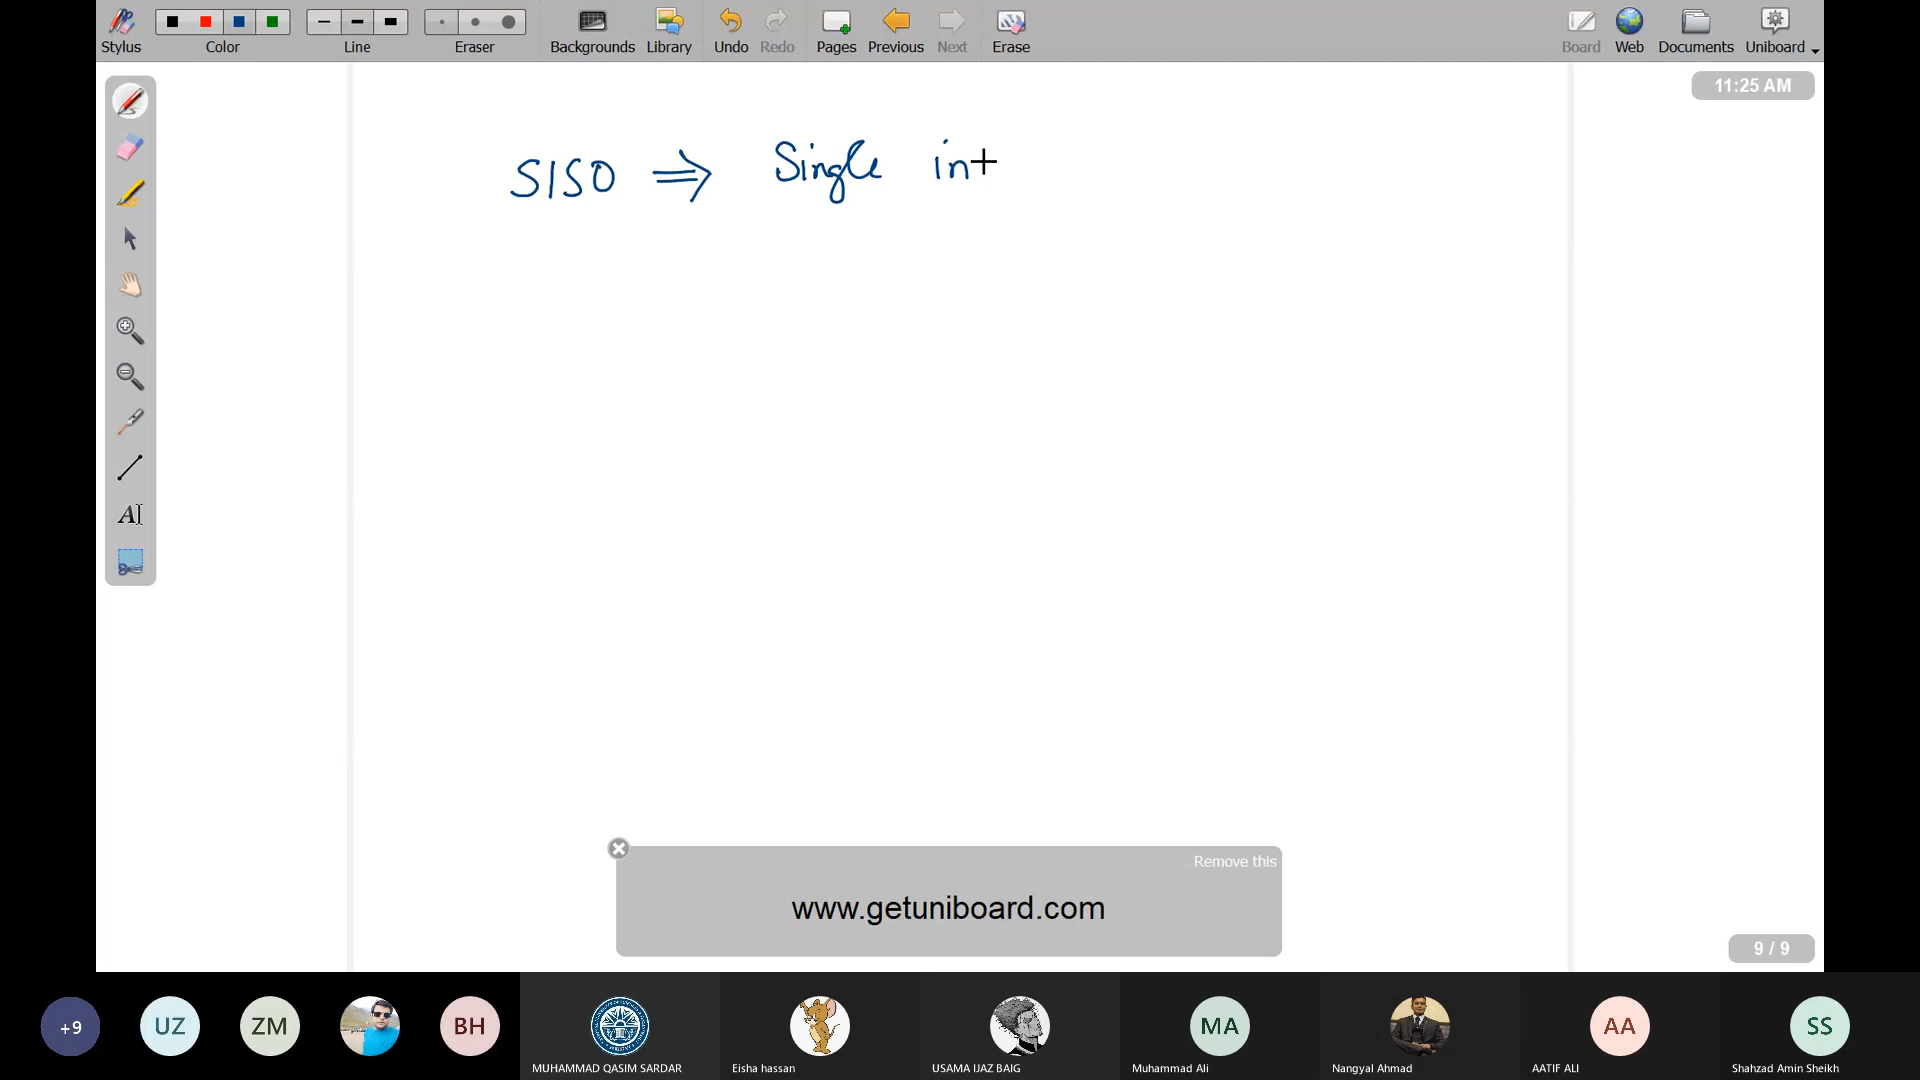 Stylus Color Line Eraser Backgrounds Library Undo Redo Pages Previous Next Erase Board Web Documents Uniboard
11:25 AM
SISO ⇒ Single in
A
Remove this
www.getuniboard.com
9 / 9
+9 UZ ZM BH MA AA SS
MUHAMMAD QASIM SARDAR Eisha hassan USAMA IJAZ BAIG Muhammad Ali Nangyal Ahmad AATIF ALI Shahzad Amin Sheikh